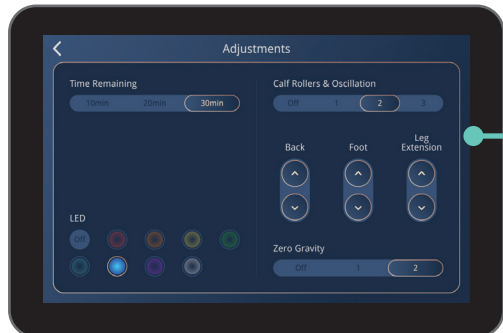 Adjustments
Time Remaining
10min 20min 30min
Calf Rollers & Oscillation
Off 1 2 3
Back Foot Leg Extension
LED
Off
Zero Gravity
Off 1 2